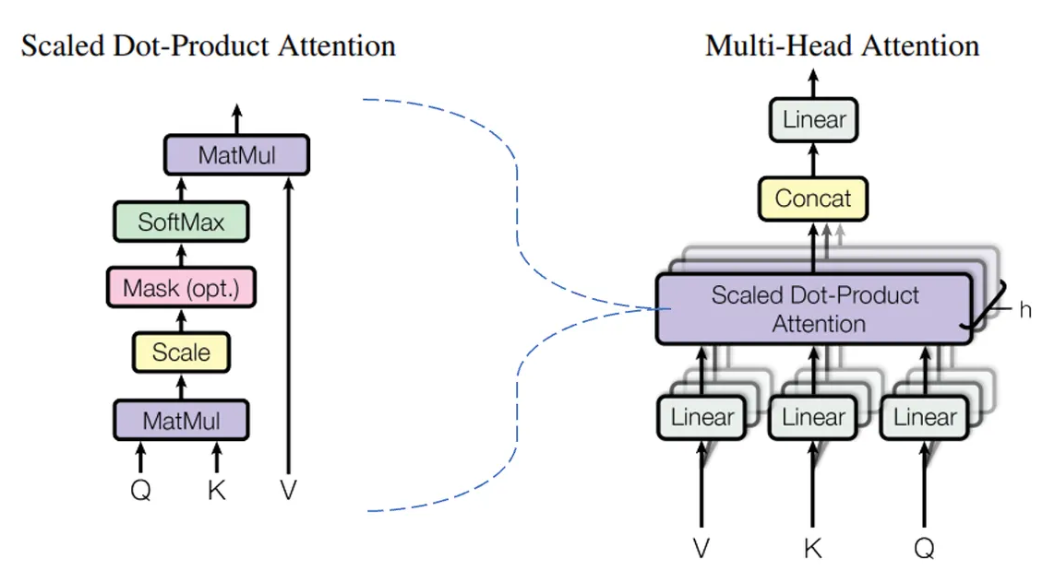 Scaled Dot-Product Attention
MatMul
SoftMax
Mask (opt.)
Scale
MatMul
Q K V
Multi-Head Attention
Linear
Concat
Scaled Dot-Product
Attention
h
Linear Linear Linear
V K Q